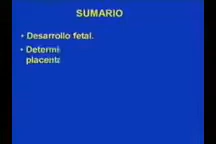 SUMARIO
• Desarrollo fetal.
• Determi
placenta